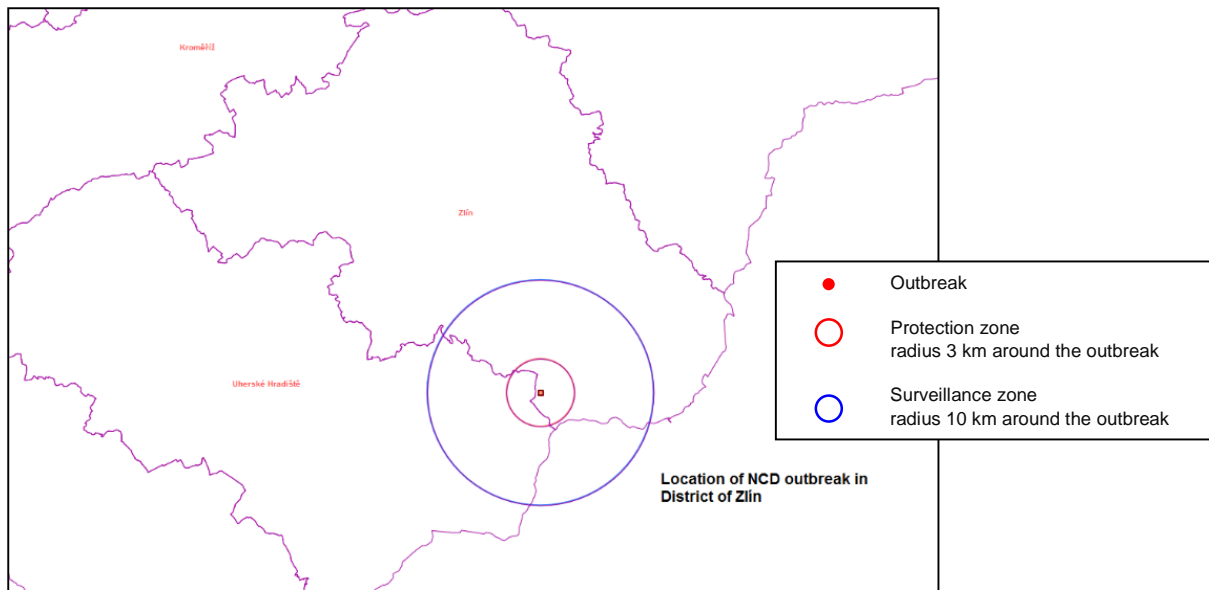 Kroměříž
Zlín
Uherské Hradiště
Location of NCD outbreak in
District of Zlín
Outbreak
Protection zone
radius 3 km around the outbreak
Surveillance zone
radius 10 km around the outbreak